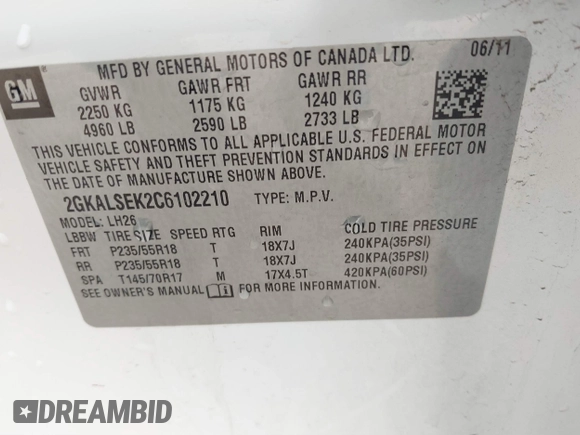 MFD BY GENERAL MOTORS OF CANADA LTD. 06/11
GM
GVWR GAWR FRT GAWR RR
2250 KG 1175 KG 1240 KG
4960 LB 2590 LB 2733 LB
THIS VEHICLE CONFORMS TO ALL APPLICABLE U.S. FEDERAL MOTOR
VEHICLE SAFETY AND THEFT PREVENTION STANDARDS IN EFFECT ON
THE DATE OF MANUFACTURE SHOWN ABOVE.
2GKALSEK2C6102210 TYPE: M.P.V.
MODEL: LH26
LBBW TIRE SIZE SPEED RTG RIM COLD TIRE PRESSURE
FRT P235/55R18 T 18X7J 240KPA(35PSI)
RR P235/55R18 T 18X7J 240KPA(35PSI)
SPA T145/70R17 M 17X4.5T 420KPA(60PSI)
SEE OWNER'S MANUAL FOR MORE INFORMATION.
DREAMBID